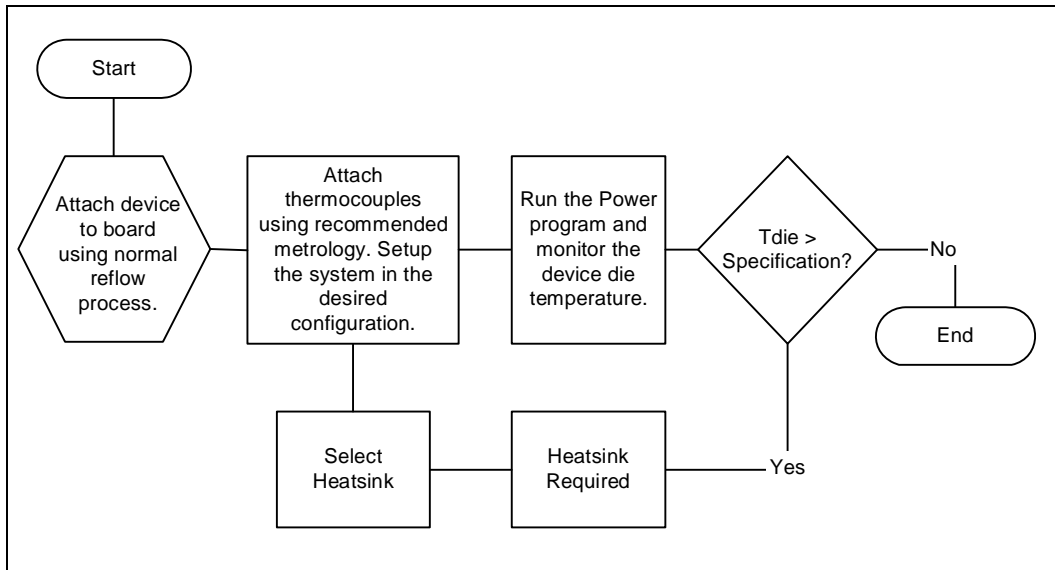 Start
Attach device
to board
using normal
reflow
process.
Attach
thermocouples
using recommended
metrology. Setup
the system in the
desired
configuration.
Run the Power
program and
monitor the
device die
temperature.
Tdie >
Specification?
No
End
Yes
Heatsink
Required
Select
Heatsink